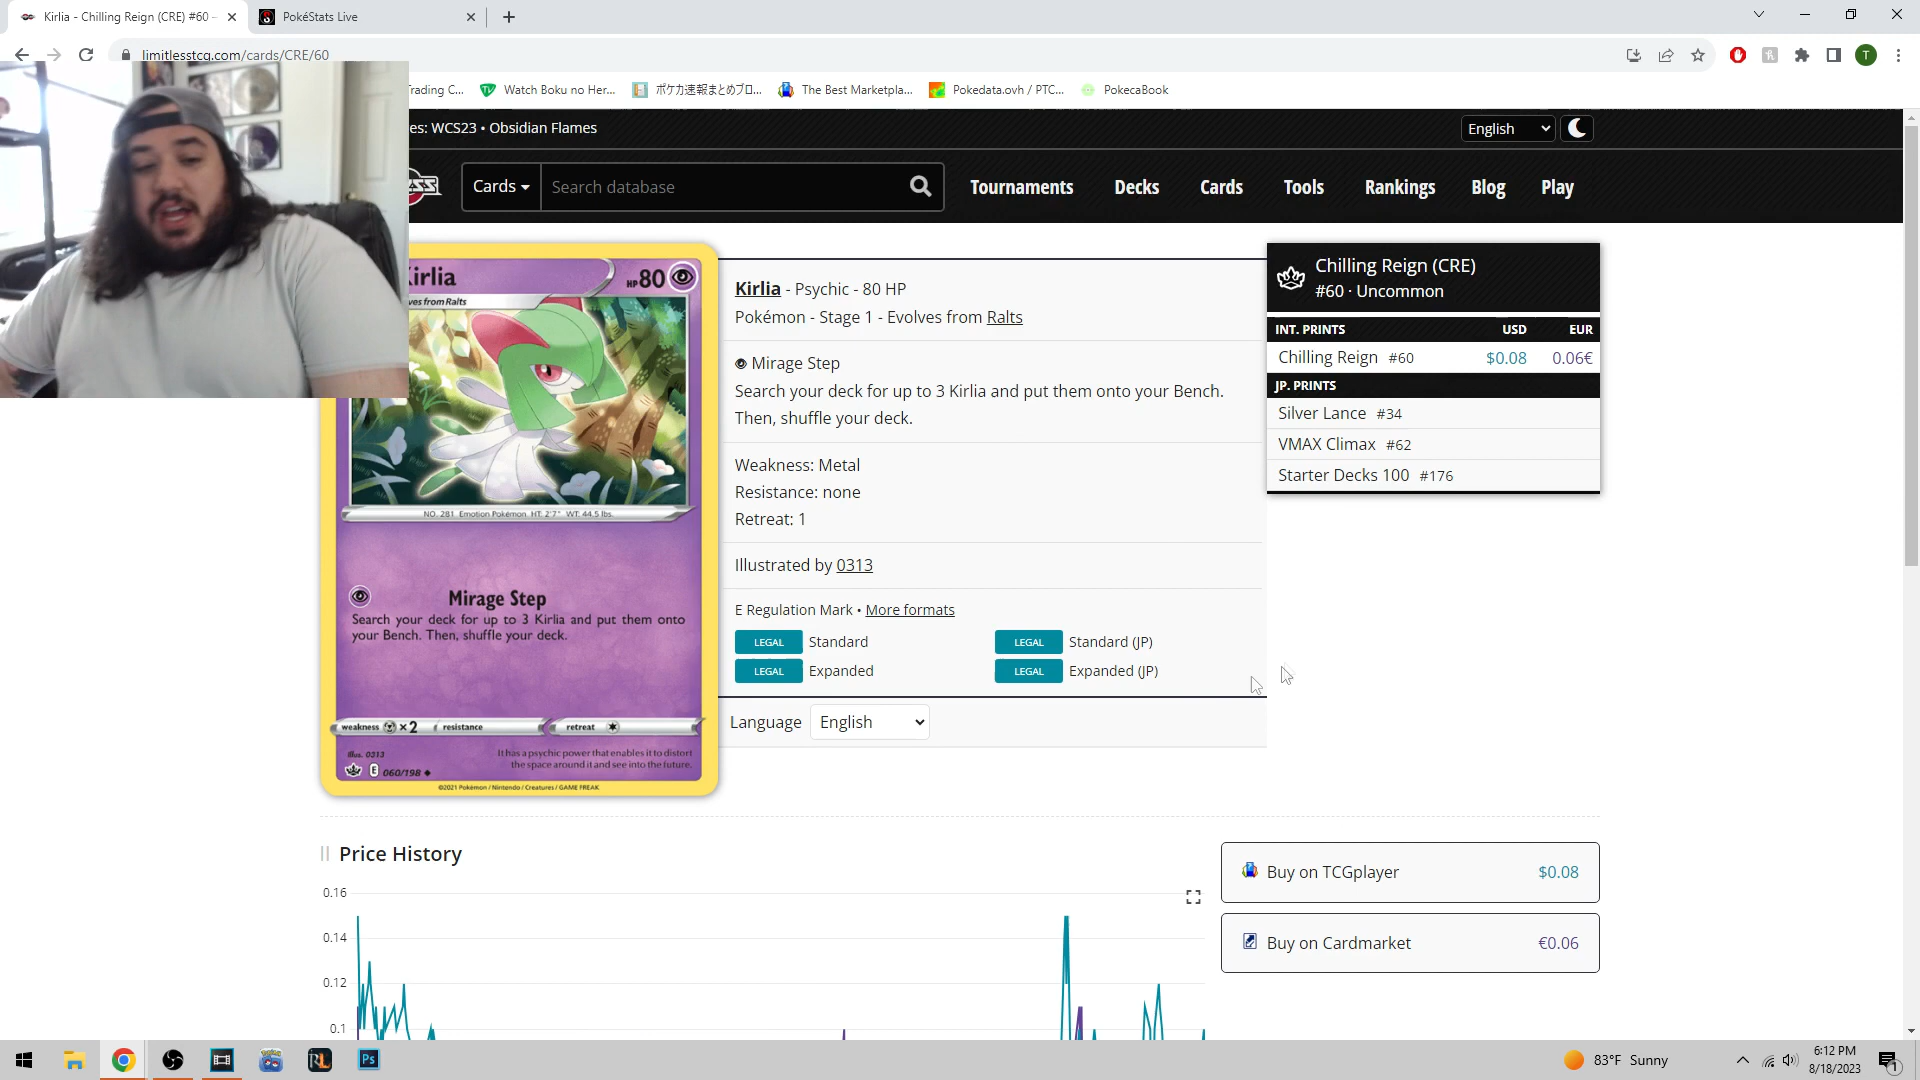 Kirlia - Chilling Reign (CRE) #60 -
PokéStats Live
limitlesstcg.com/cards/CRE/60
T
rading C...
Watch Boku no Her...
ポケカ速報まとめブロ...
The Best Marketpla...
Pokedata.ovh / PTC...
PokecaBook
es: WCS23 • Obsidian Flames
English
Cards
Search database
Tournaments
Decks
Cards
Tools
Rankings
Blog
Play
irlia
HP 80
ves from Ralts
NO. 281 Emotion Pokémon. HT: 2'7" WT: 44.5 lbs.
Mirage Step
Search your deck for up to 3 Kirlia and put them onto
your Bench. Then, shuffle your deck.
weakness ×2 resistance retreat
Illus. 0313
It has a psychic power that enables it to distort
the space around it and see into the future.
E 060/198
©2021 Pokémon / Nintendo / Creatures / GAME FREAK
Kirlia - Psychic - 80 HP
Pokémon - Stage 1 - Evolves from Ralts
Mirage Step
Search your deck for up to 3 Kirlia and put them onto your Bench.
Then, shuffle your deck.
Weakness: Metal
Resistance: none
Retreat: 1
Illustrated by 0313
E Regulation Mark • More formats
LEGAL Standard
LEGAL Standard (JP)
LEGAL Expanded
LEGAL Expanded (JP)
Language English
Chilling Reign (CRE)
#60 · Uncommon
INT. PRINTS USD EUR
Chilling Reign #60 $0.08 0.06€
JP. PRINTS
Silver Lance #34
VMAX Climax #62
Starter Decks 100 #176
Price History
0.16
0.14
0.12
0.1
Buy on TCGplayer $0.08
Buy on Cardmarket €0.06
RL
Ps
83°F Sunny
6:12 PM
8/18/2023
1